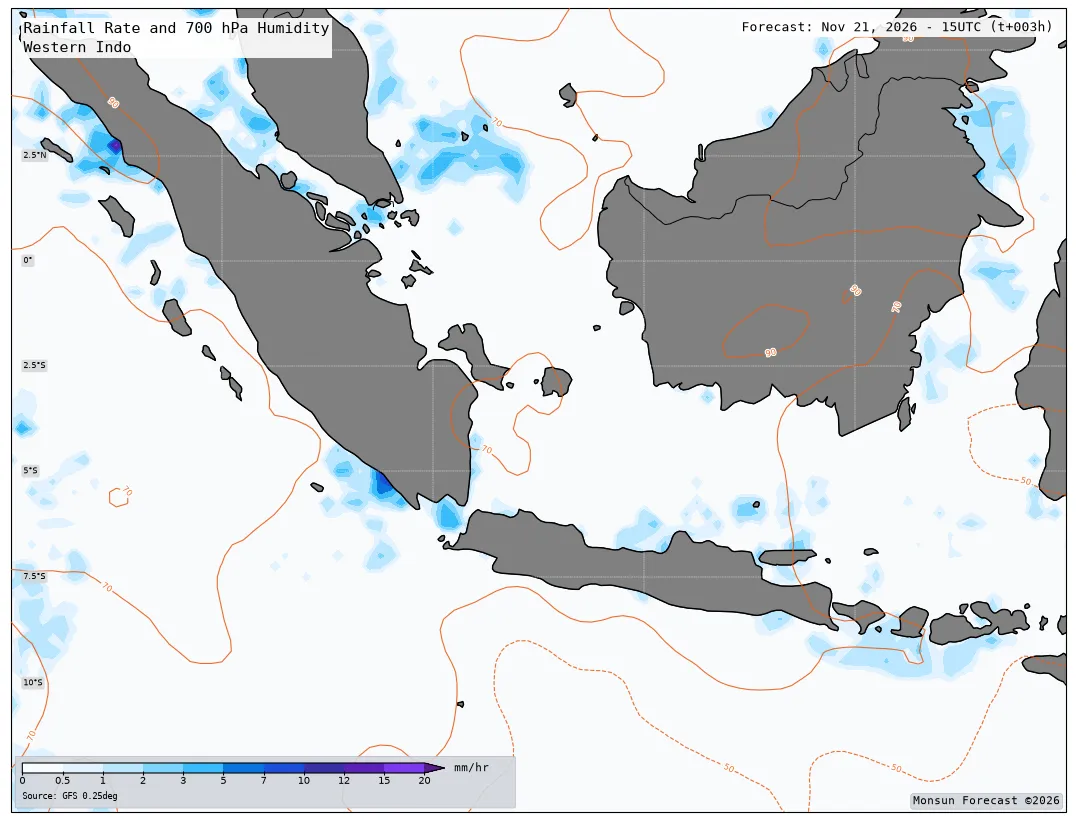 Rainfall Rate and 700 hPa Humidity
Western Indo
Forecast: Nov 21, 2026 - 15UTC (t+003h)
90
90
70
2.5°N
0°
90
70
90
2.5°S
70
5°S
50
70
7.5°S
70
10°S
70
50
50
mm/hr
0 0.5 1 2 3 5 7 10 12 15 20
Source: GFS 0.25deg
Monsun Forecast ©2026